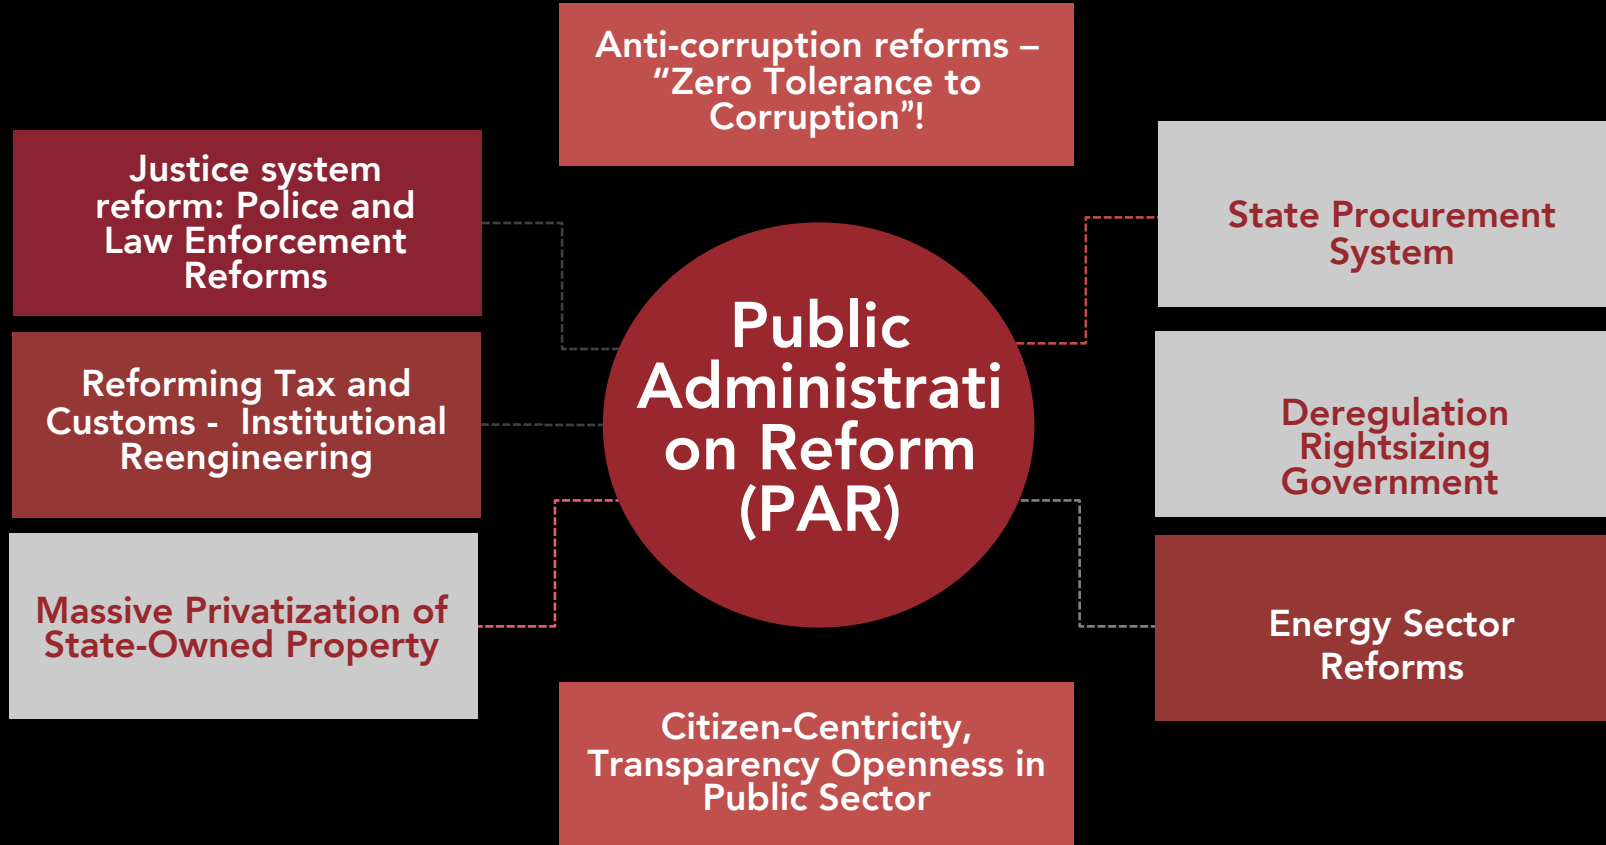 Anti-corruption reforms –
“Zero Tolerance to
Corruption”!
Justice system
reform: Police and
Law Enforcement
Reforms
State Procurement
System
Public
Administrati
on Reform
(PAR)
Reforming Tax and
Customs -  Institutional
Reengineering
Deregulation
Rightsizing
Government
Massive Privatization of
State-Owned Property
Energy Sector
Reforms
Citizen-Centricity,
Transparency Openness in
Public Sector